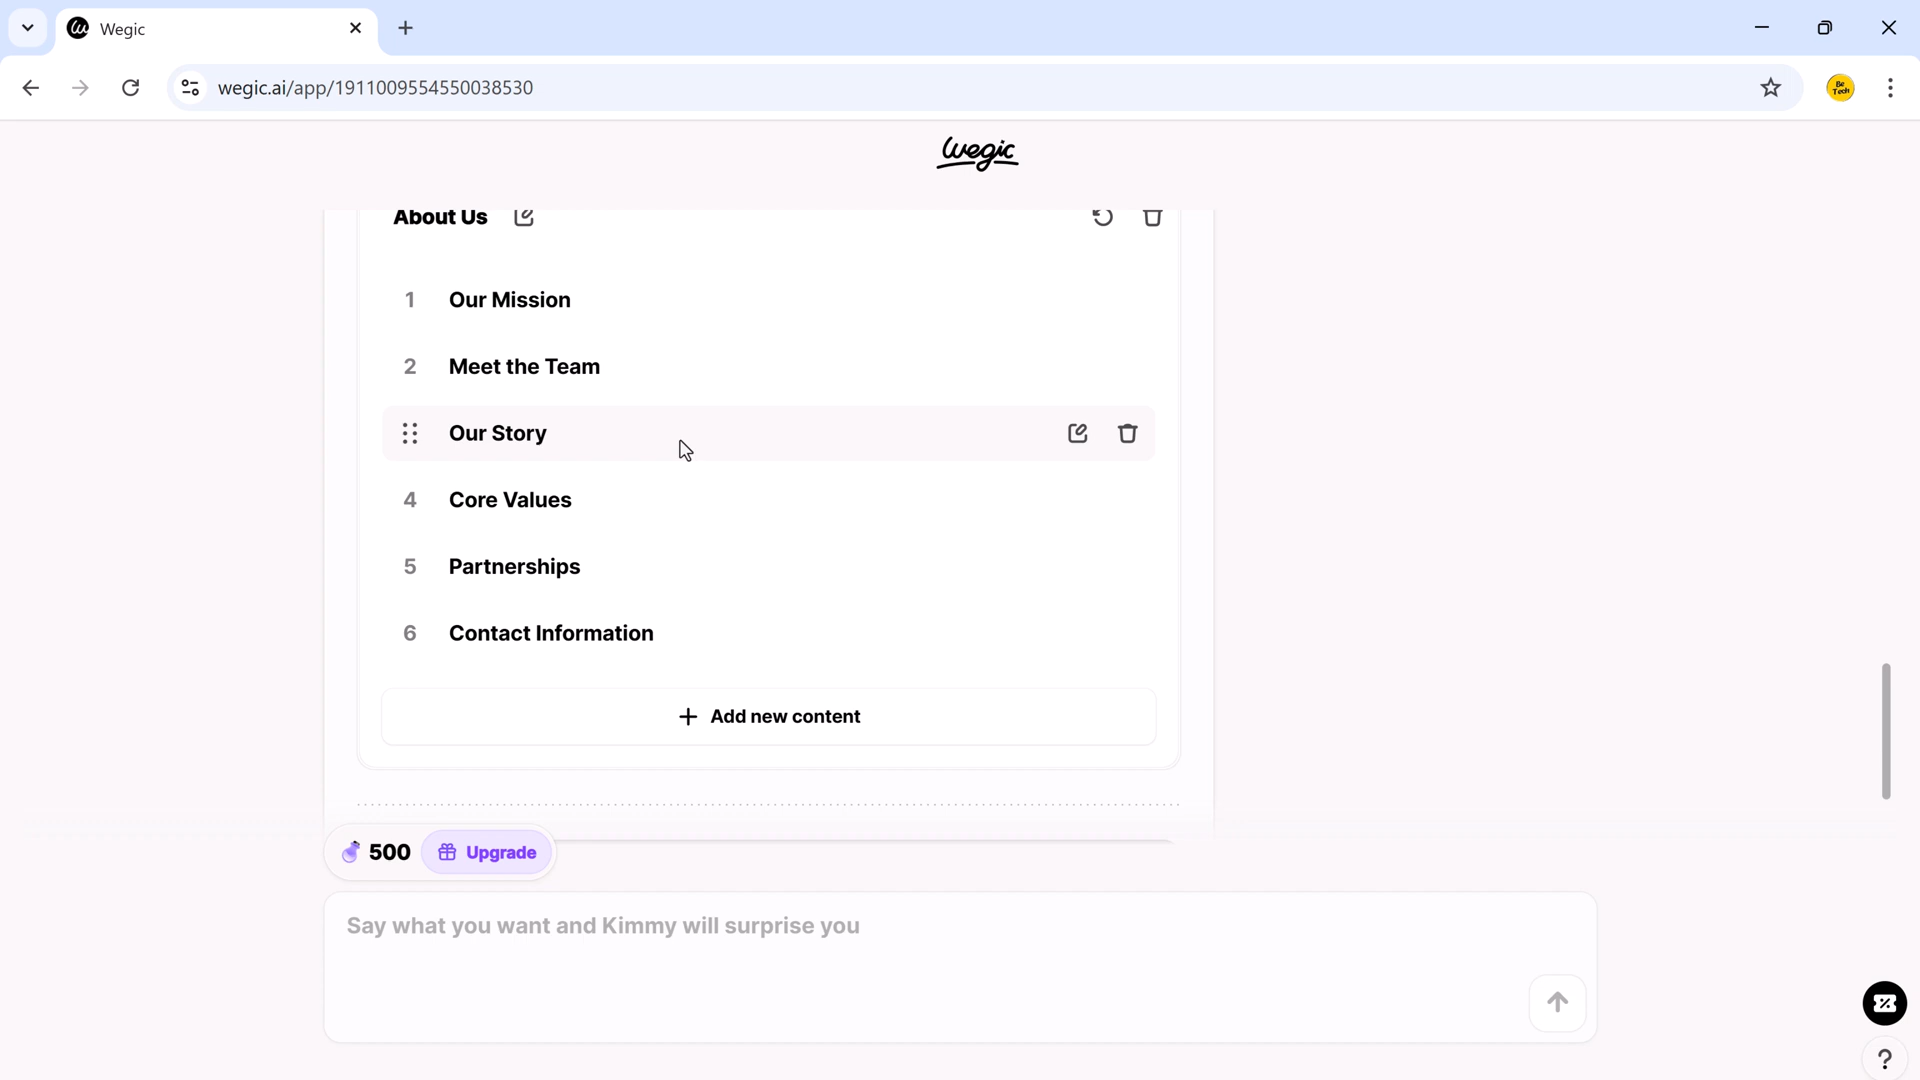 Wegic
wegic.ai/app/1911009554550038530
Be
Tech
Wegic
About Us
1 Our Mission
2 Meet the Team
Our Story
4 Core Values
5 Partnerships
6 Contact Information
+ Add new content
500 Upgrade
Say what you want and Kimmy will surprise you
?